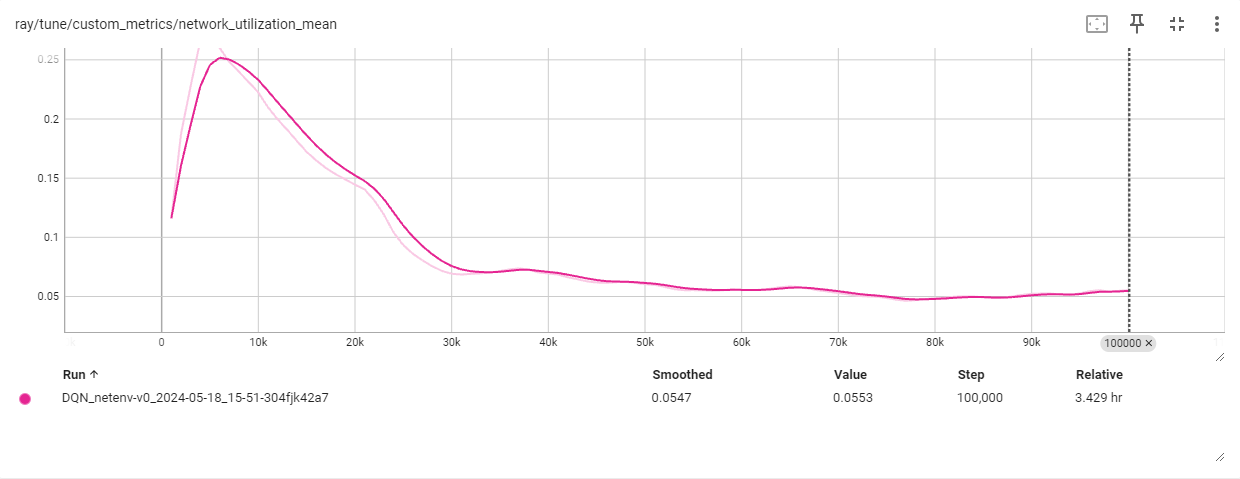 ray/tune/custom_metrics/network_utilization_mean
0.25
0.2
0.15
0.1
0.05
0 10k 20k 30k 40k 50k 60k 70k 80k 90k 100000 ×
Run ↑ Smoothed Value Step Relative
DQN_netenv-v0_2024-05-18_15-51-304fjk42a7 0.0547 0.0553 100,000 3.429 hr